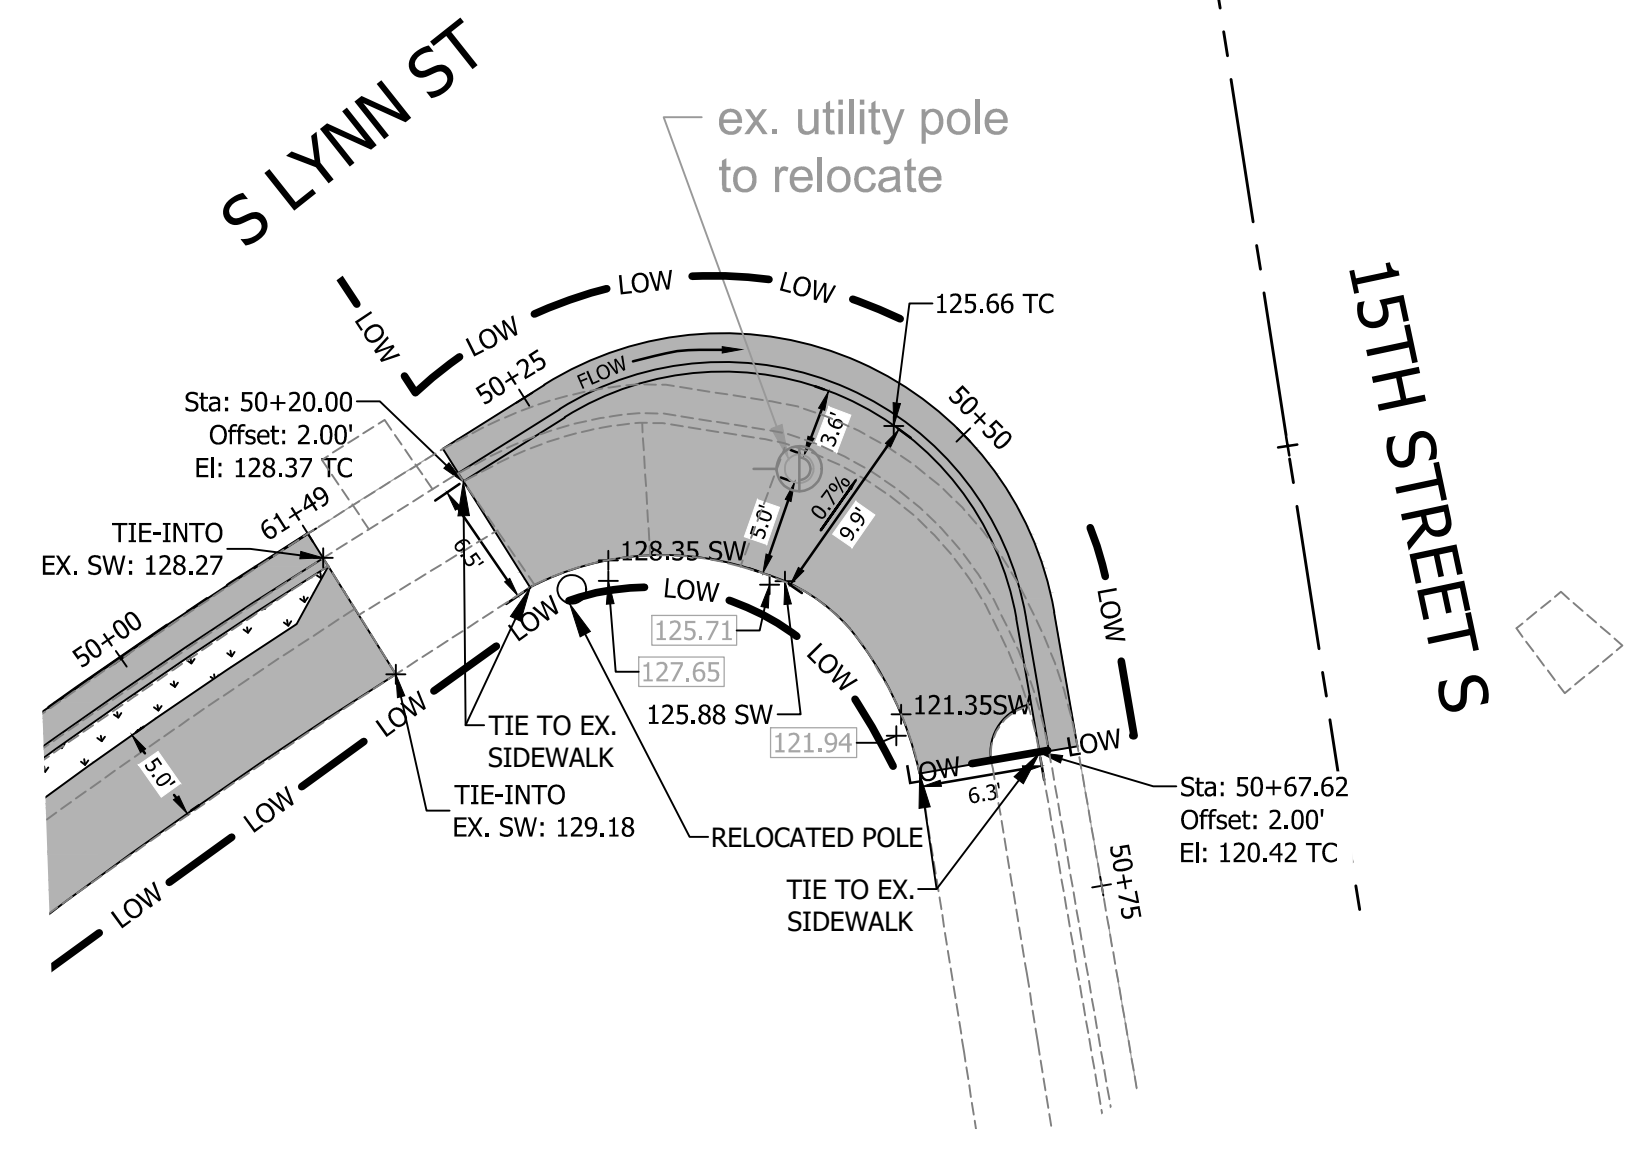 S LYNN ST
ex. utility pole
to relocate
15TH STREET S
LOW
LOW
LOW
LOW
LOW
125.66 TC
FLOW
50+25
50+50
Sta: 50+20.00
Offset: 2.00'
El: 128.37 TC
3.6'
61+49
0.7%
9.9'
5.0'
TIE-INTO
EX. SW: 128.27
6.5'
128.35 SW
LOW
LOW
LOW
LOW
50+00
125.71
127.65
LOW
125.88 SW
121.35SW
121.94
LOW
LOW
LOW
TIE TO EX.
SIDEWALK
5.0'
6.3'
Sta: 50+67.62
Offset: 2.00'
El: 120.42 TC
TIE-INTO
EX. SW: 129.18
LOW
RELOCATED POLE
50+75
TIE TO EX.
SIDEWALK
LOW